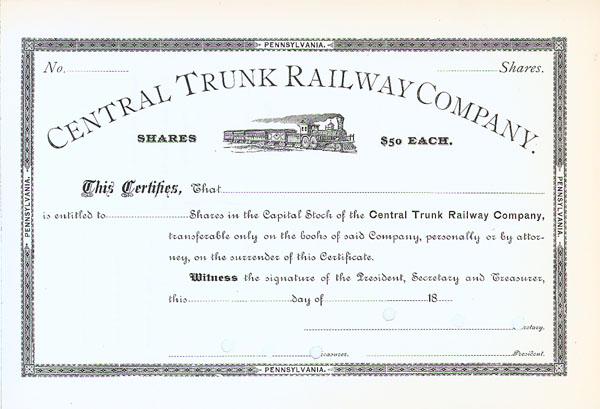 PENNSYLVANIA.
No.
Shares.
CENTRAL TRUNK RAILWAY COMPANY.
SHARES $50 EACH.
This Certifies, That
is entitled to Shares in the Capital Stock of the Central Trunk Railway Company,
transferable only on the books of said Company, personally or by attor-
ney, on the surrender of this Certificate.
Witness the signature of the President, Secretary and Treasurer,
this day of 18
President.
PENNSYLVANIA.
PENNSYLVANIA.
PENNSYLVANIA.